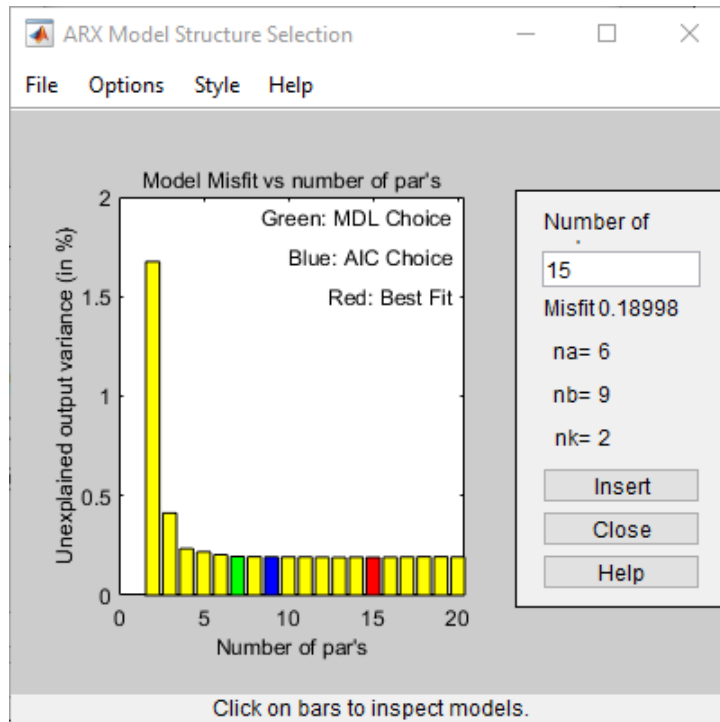 ARX Model Structure Selection
File Options Style Help
Model Misfit vs number of par's
Green: MDL Choice
Blue: AIC Choice
Red: Best Fit
Unexplained output variance (in %)
2
1.5
1
0.5
0
0 5 10 15 20
Number of par's
Number of
15
Misfit 0.18998
na= 6
nb= 9
nk= 2
Insert
Close
Help
Click on bars to inspect models.